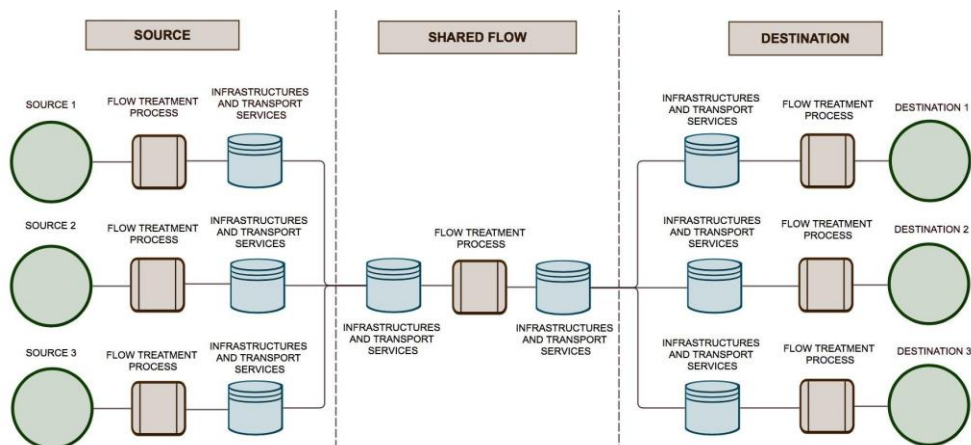 SOURCE
SHARED FLOW
DESTINATION
SOURCE 1
FLOW TREATMENT
PROCESS
INFRASTRUCTURES
AND TRANSPORT
SERVICES
INFRASTRUCTURES
AND TRANSPORT
SERVICES
FLOW TREATMENT
PROCESS
DESTINATION 1
SOURCE 2
FLOW TREATMENT
PROCESS
INFRASTRUCTURES
AND TRANSPORT
SERVICES
FLOW TREATMENT
PROCESS
INFRASTRUCTURES
AND TRANSPORT
SERVICES
FLOW TREATMENT
PROCESS
DESTINATION 2
INFRASTRUCTURES
AND TRANSPORT
SERVICES
INFRASTRUCTURES
AND TRANSPORT
SERVICES
SOURCE 3
FLOW TREATMENT
PROCESS
INFRASTRUCTURES
AND TRANSPORT
SERVICES
INFRASTRUCTURES
AND TRANSPORT
SERVICES
FLOW TREATMENT
PROCESS
DESTINATION 3